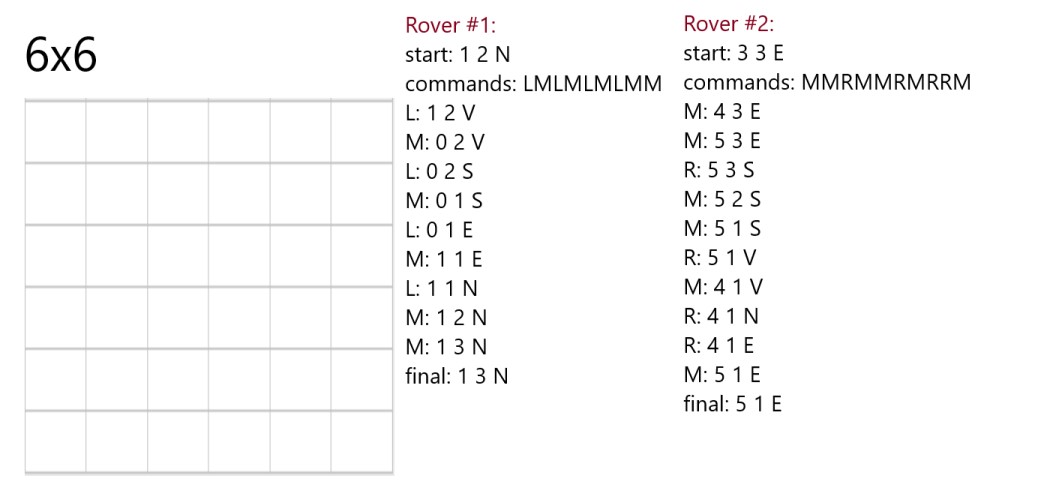 6x6
Rover #1:
start: 1 2 N
commands: LMLMLMLMM
L: 1 2 V
M: 0 2 V
L: 0 2 S
M: 0 1 S
L: 0 1 E
M: 1 1 E
L: 1 1 N
M: 1 2 N
M: 1 3 N
final: 1 3 N
Rover #2:
start: 3 3 E
commands: MMRMMRMRRM
M: 4 3 E
M: 5 3 E
R: 5 3 S
M: 5 2 S
M: 5 1 S
R: 5 1 V
M: 4 1 V
R: 4 1 N
R: 4 1 E
M: 5 1 E
final: 5 1 E